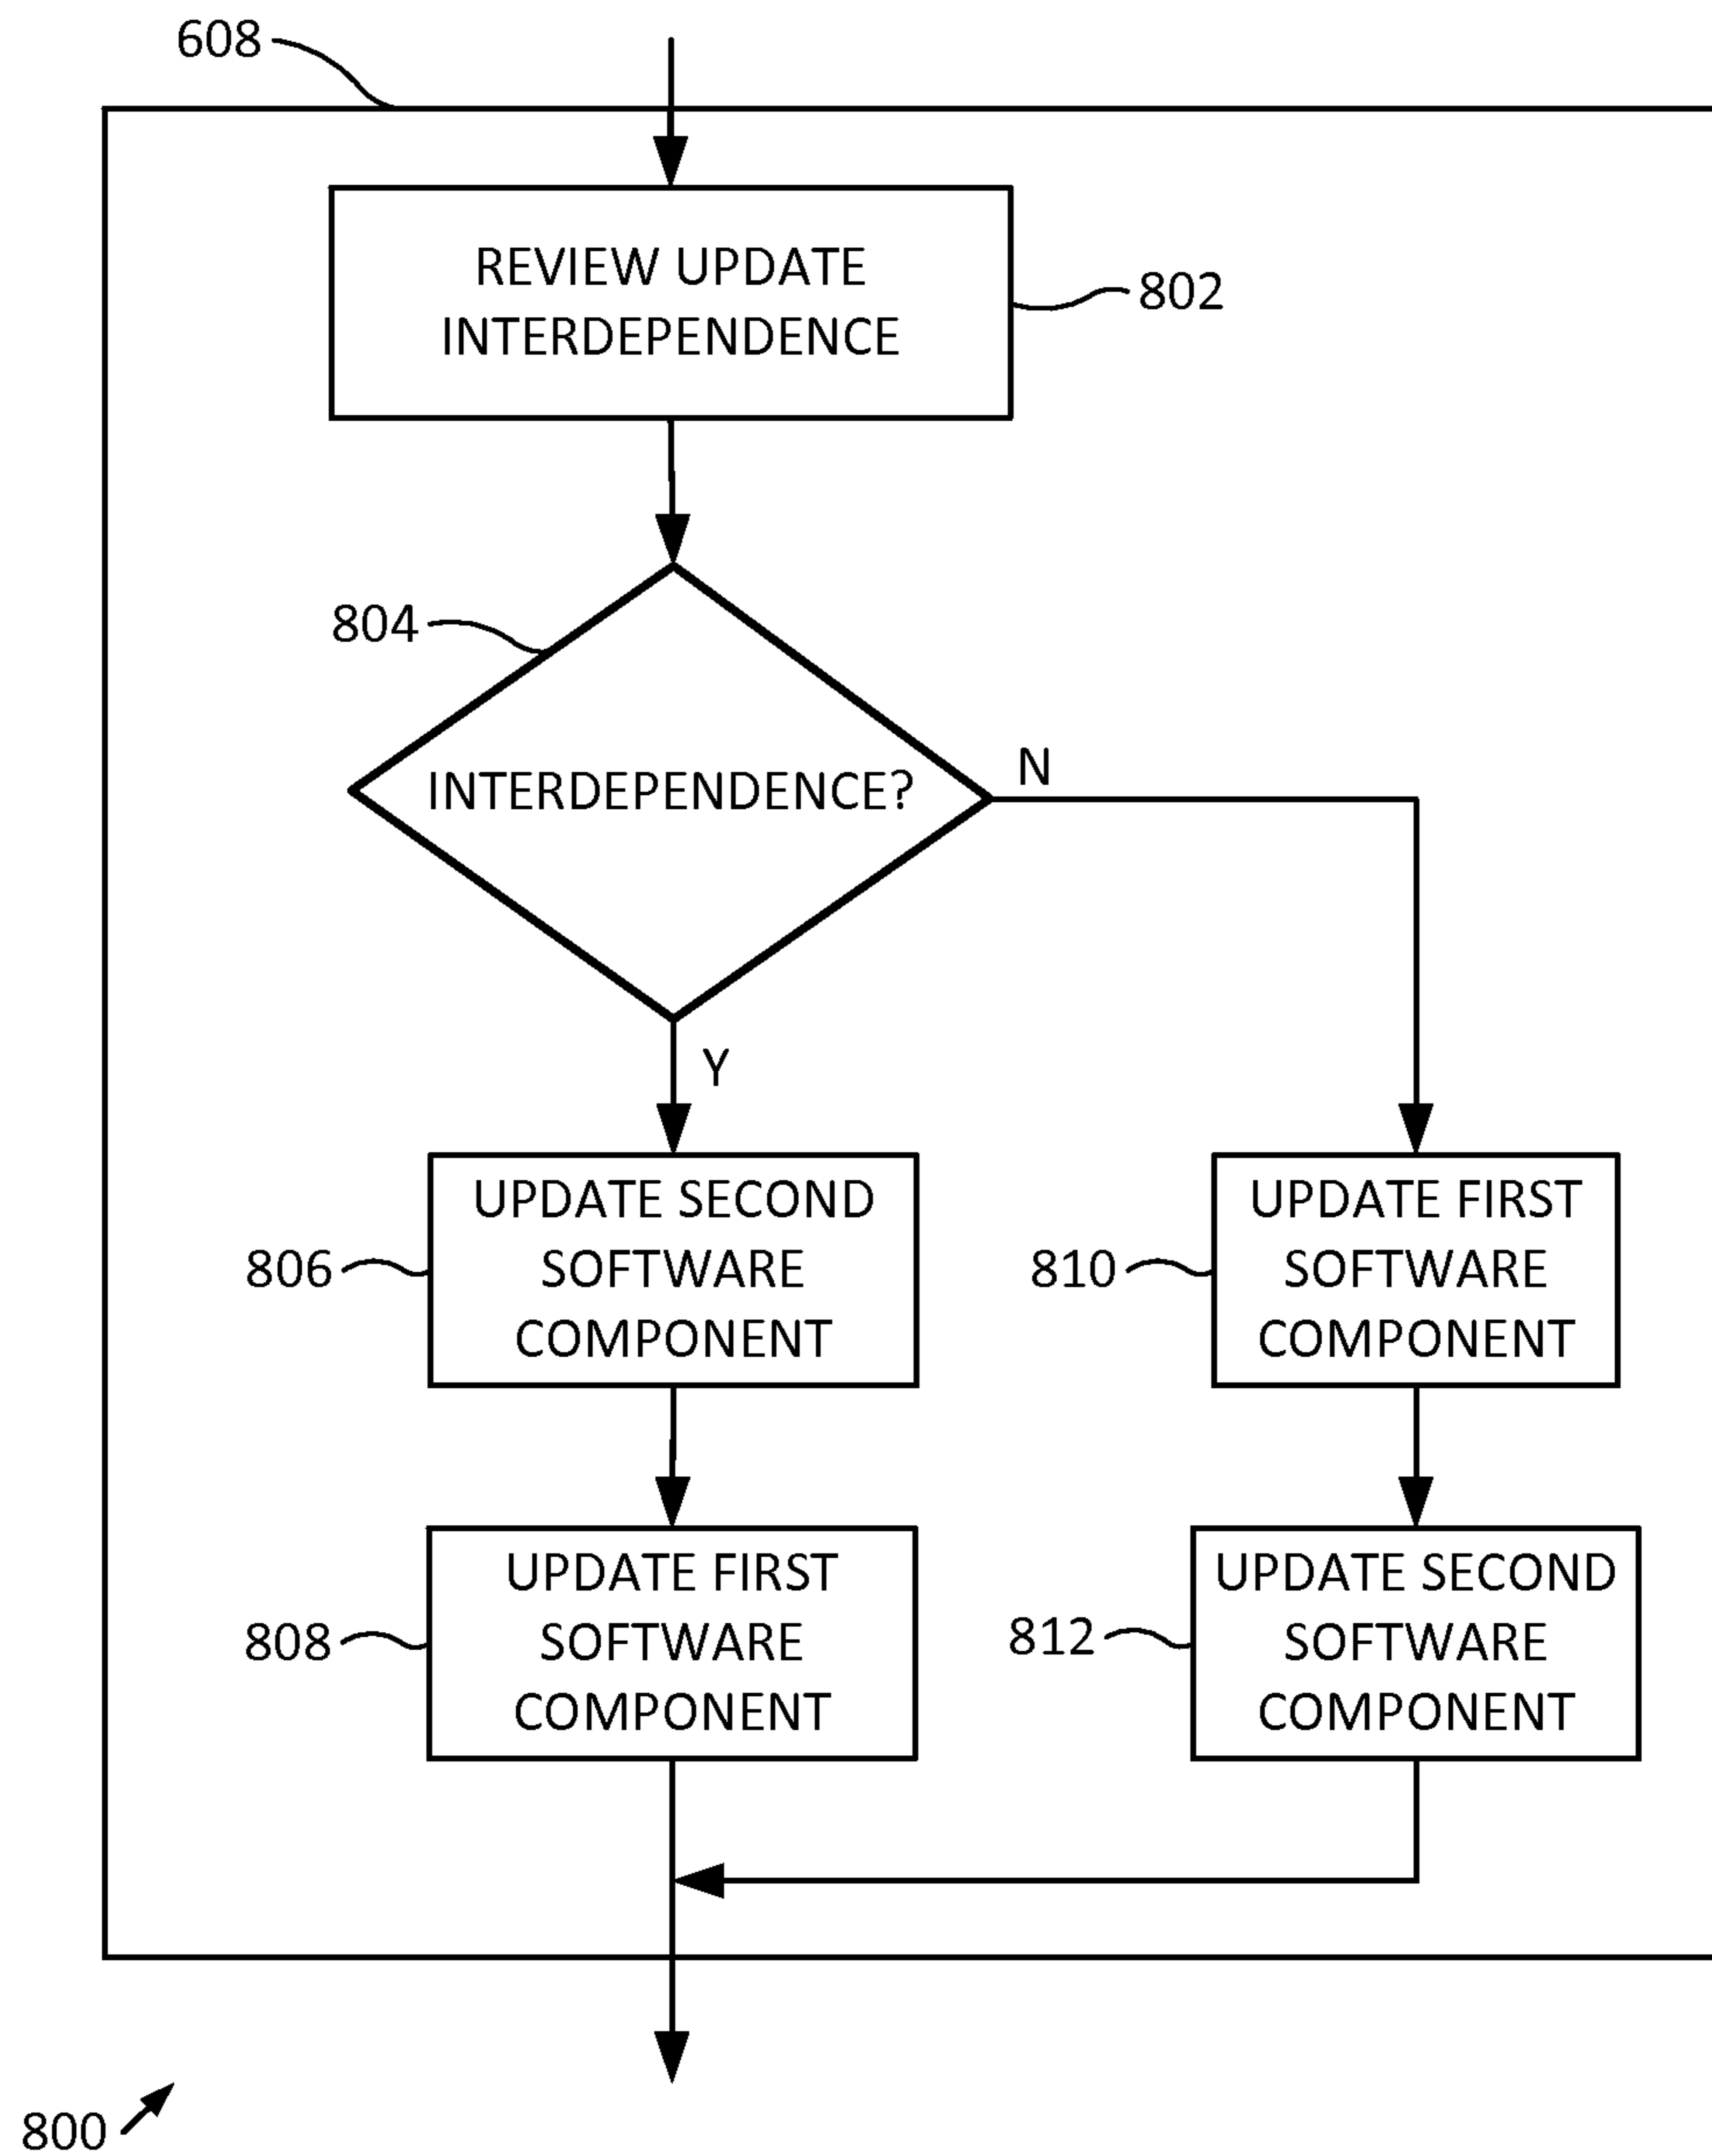 608
REVIEW UPDATE
INTERDEPENDENCE
802
804
INTERDEPENDENCE?
N
Y
UPDATE SECOND
SOFTWARE
COMPONENT
806
UPDATE FIRST
SOFTWARE
COMPONENT
810
UPDATE FIRST
SOFTWARE
COMPONENT
808
UPDATE SECOND
SOFTWARE
COMPONENT
812
800